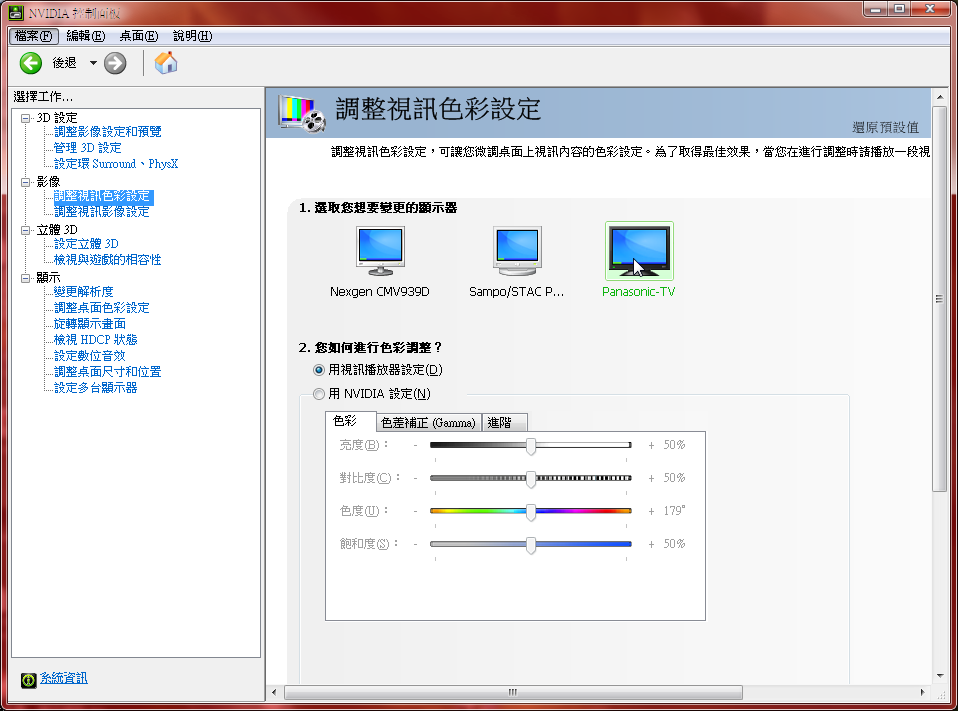 NVIDIA 控制面板
檔案(F) 編輯(E) 桌面(D) 說明(H)
後退
選擇工作...
3D 設定
調整影像設定和預覽
管理 3D 設定
設定環 Surround、PhysX
影像
調整視訊色彩設定
調整視訊影像設定
立體 3D
設定立體 3D
檢視與遊戲的相容性
顯示
變更解析度
調整桌面色彩設定
旋轉顯示畫面
檢視 HDCP 狀態
設定數位音效
調整桌面尺寸和位置
設定多台顯示器
系統資訊
調整視訊色彩設定
還原預設值
調整視訊色彩設定，可讓您微調桌面上視訊內容的色彩設定。為了取得最佳效果，當您在進行調整時請播放一段視
1. 選取您想要變更的顯示器
Nexgen CMV939D Sampo/STAC P... Panasonic-TV
2. 您如何進行色彩調整？
用視訊播放器設定(D)
用 NVIDIA 設定(N)
色彩 色差補正 (Gamma) 進階
亮度(B)： - + 50%
對比度(C)： - + 50%
色度(U)： - + 179°
飽和度(S)： - + 50%